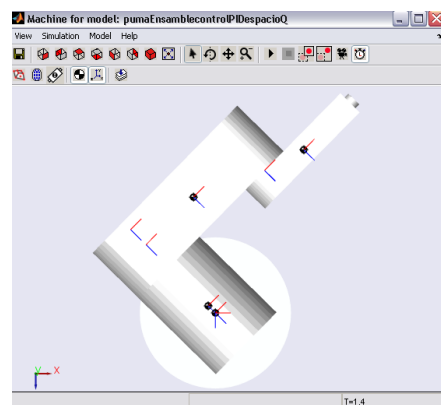 Machine for model: pumaEnsamblecontrolPIDespacioQ
View Simulation Model Help
X
T=1.4